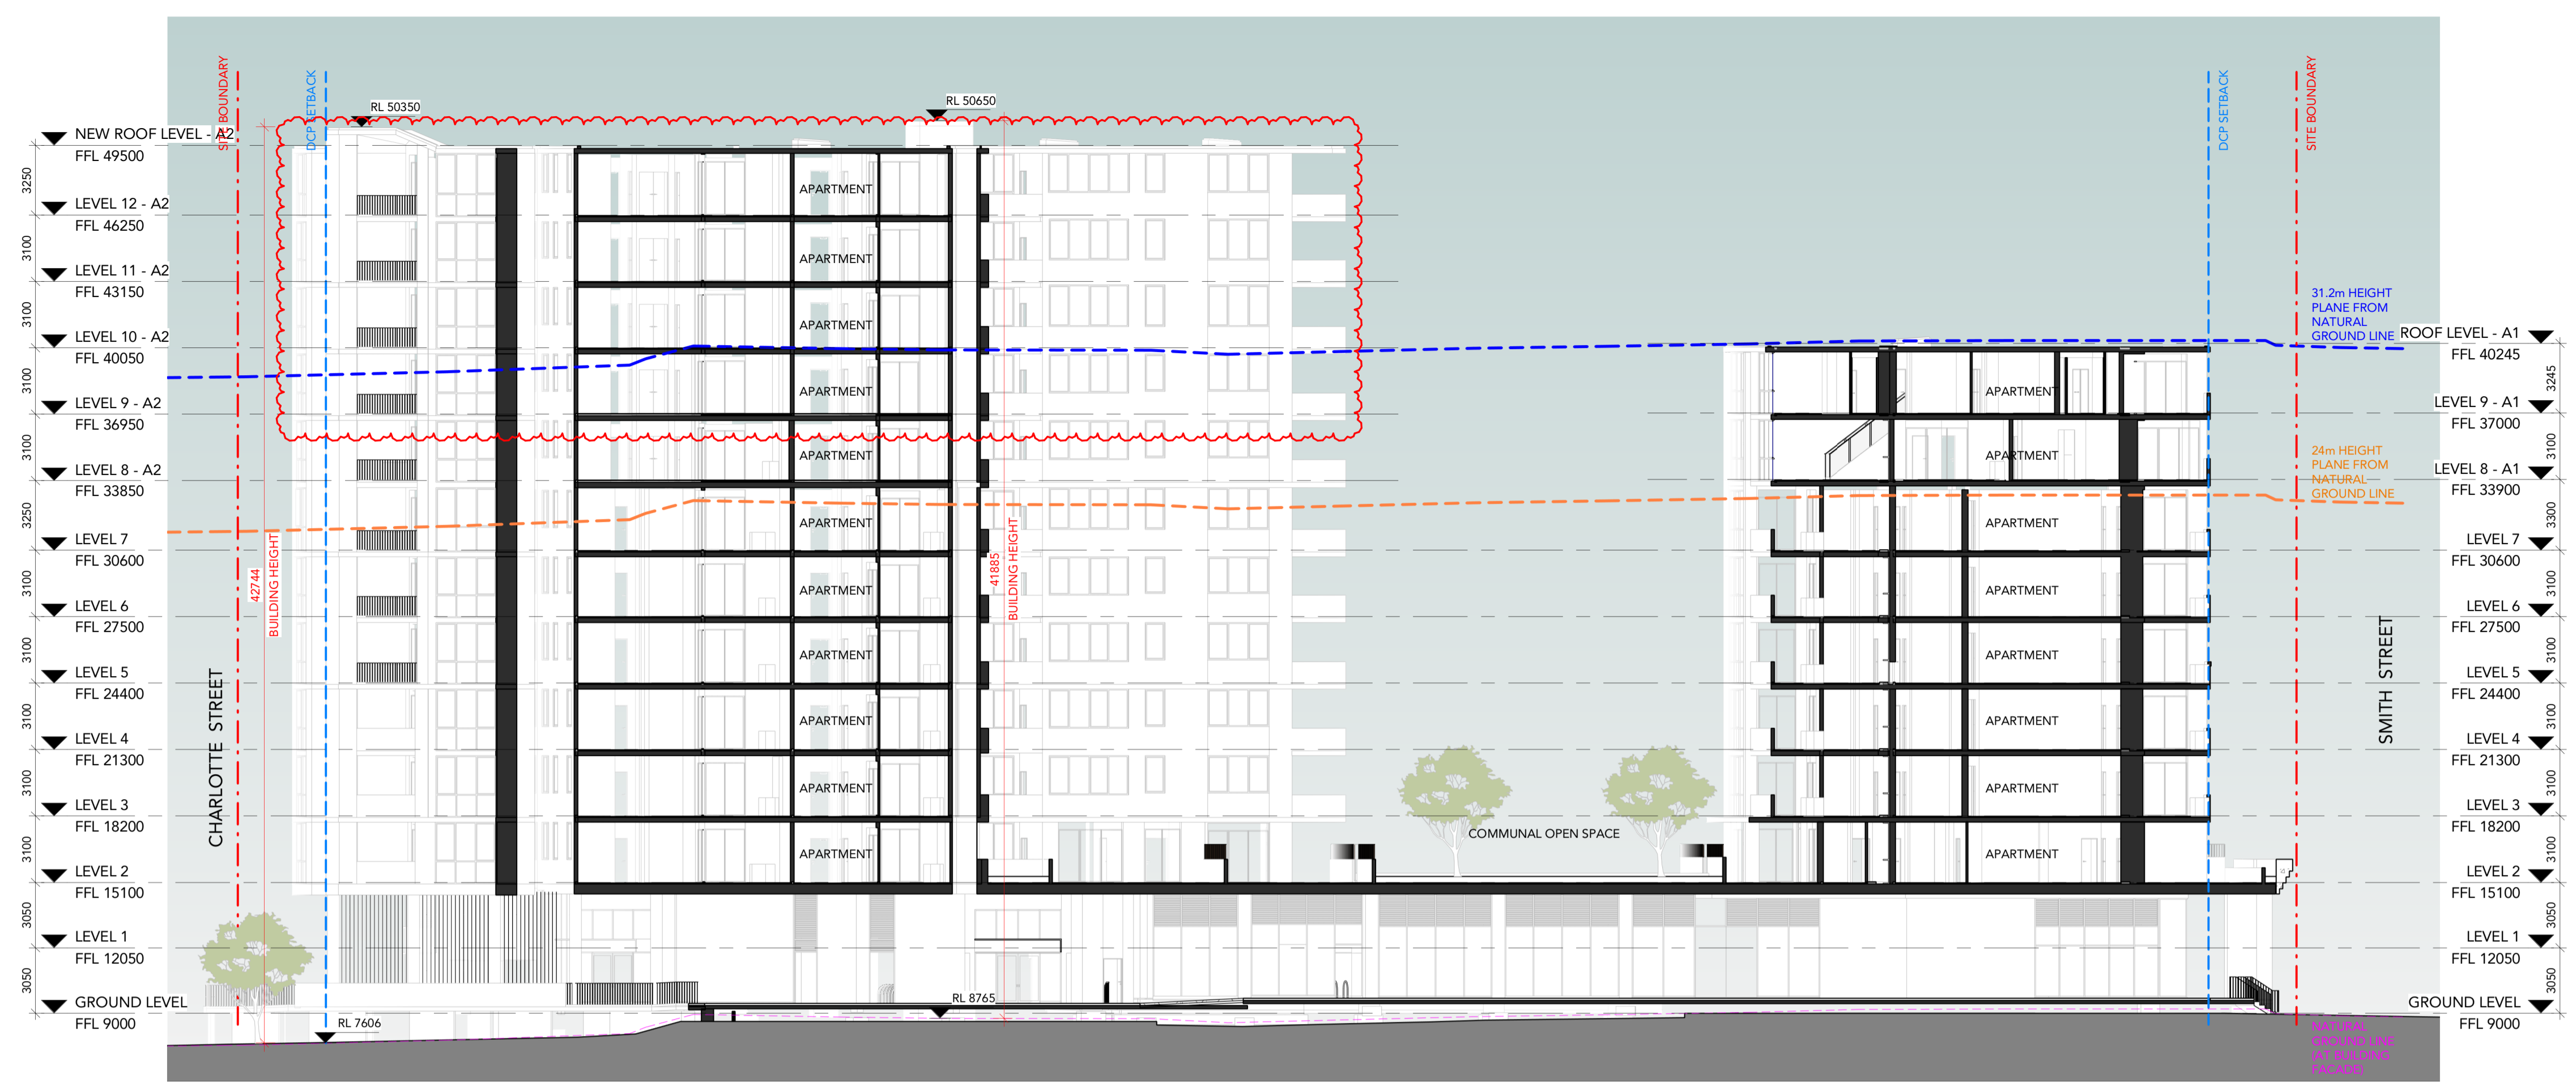 SITE BOUNDARY
DCP SETBACK
RL 50350
RL 50650
DCP SETBACK
SITE BOUNDARY
NEW ROOF LEVEL - A2
FFL 49500
3250
LEVEL 12 - A2
FFL 46250
3100
LEVEL 11 - A2
FFL 43150
3100
LEVEL 10 - A2
FFL 40050
3100
LEVEL 9 - A2
FFL 36950
3100
LEVEL 8 - A2
FFL 33850
3250
LEVEL 7
FFL 30600
3100
LEVEL 6
FFL 27500
3100
LEVEL 5
FFL 24400
3100
LEVEL 4
FFL 21300
3100
LEVEL 3
FFL 18200
3100
LEVEL 2
FFL 15100
3050
LEVEL 1
FFL 12050
3050
GROUND LEVEL
FFL 9000
CHARLOTTE STREET
42744
BUILDING HEIGHT
APARTMENT
APARTMENT
APARTMENT
APARTMENT
APARTMENT
APARTMENT
APARTMENT
APARTMENT
APARTMENT
APARTMENT
APARTMENT
41885
BUILDING HEIGHT
RL 7606
RL 8765
COMMUNAL OPEN SPACE
APARTMENT
APARTMENT
APARTMENT
APARTMENT
APARTMENT
APARTMENT
APARTMENT
APARTMENT
31.2m HEIGHT
PLANE FROM
NATURAL
GROUND LINE
24m HEIGHT
PLANE FROM
NATURAL
GROUND LINE
SMITH STREET
ROOF LEVEL - A1
FFL 40245
3245
LEVEL 9 - A1
FFL 37000
3100
LEVEL 8 - A1
FFL 33900
3300
LEVEL 7
FFL 30600
3100
LEVEL 6
FFL 27500
3100
LEVEL 5
FFL 24400
3100
LEVEL 4
FFL 21300
3100
LEVEL 3
FFL 18200
3100
LEVEL 2
FFL 15100
3050
LEVEL 1
FFL 12050
3050
GROUND LEVEL
FFL 9000
NATURAL
GROUND LINE
(AT BUILDING
FACADE)